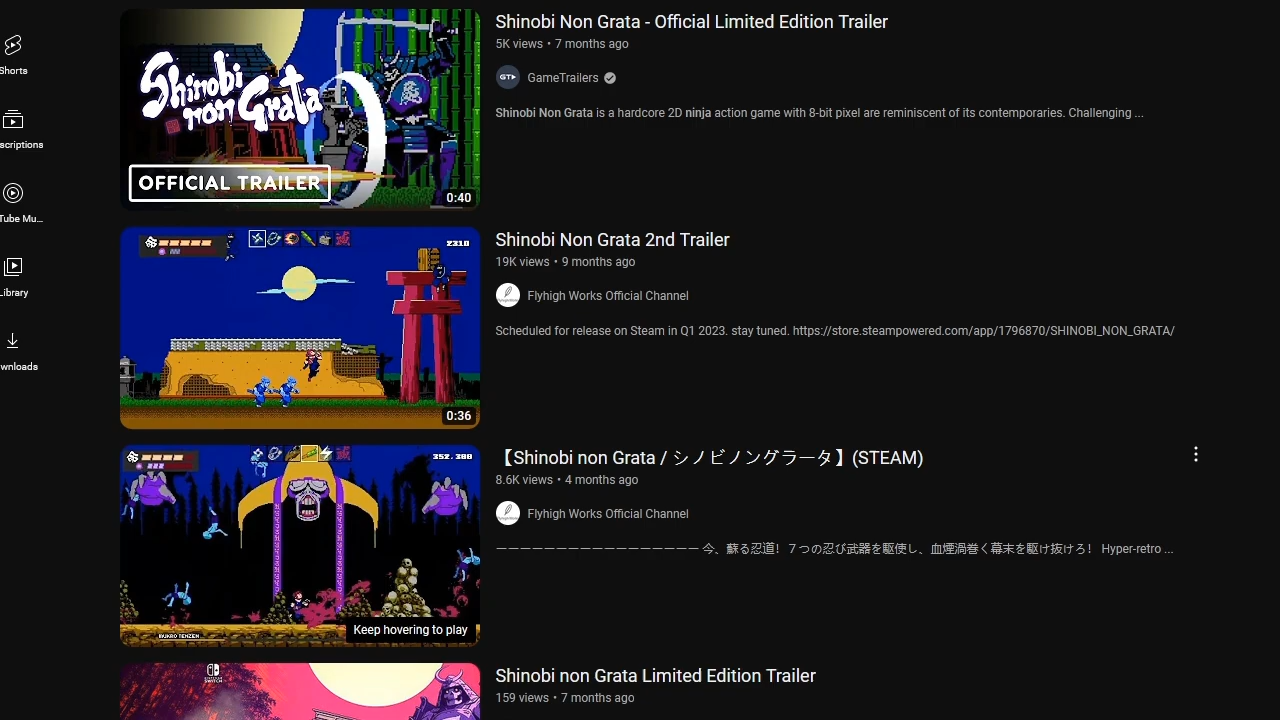 Shorts
scriptions
Tube Mu...
Library
wnloads
Shinobi non Grata
OFFICIAL TRAILER
0:40
Shinobi Non Grata - Official Limited Edition Trailer
5K views • 7 months ago
GT
GameTrailers
Shinobi Non Grata is a hardcore 2D ninja action game with 8-bit pixel are reminiscent of its contemporaries. Challenging ...
2310
0:36
Shinobi Non Grata 2nd Trailer
19K views • 9 months ago
Flyhigh Works Official Channel
Scheduled for release on Steam in Q1 2023. stay tuned. https://store.steampowered.com/app/1796870/SHINOBI_NON_GRATA/
352.300
Keep hovering to play
【Shinobi non Grata / シノビノングラータ】(STEAM)
8.6K views • 4 months ago
Flyhigh Works Official Channel
ーーーーーーーーーーーーーーーーー 今、蘇る忍道！７つの忍び武器を駆使し、血煙渦巻く幕末を駆け抜けろ！ Hyper-retro ...
Shinobi non Grata Limited Edition Trailer
159 views • 7 months ago